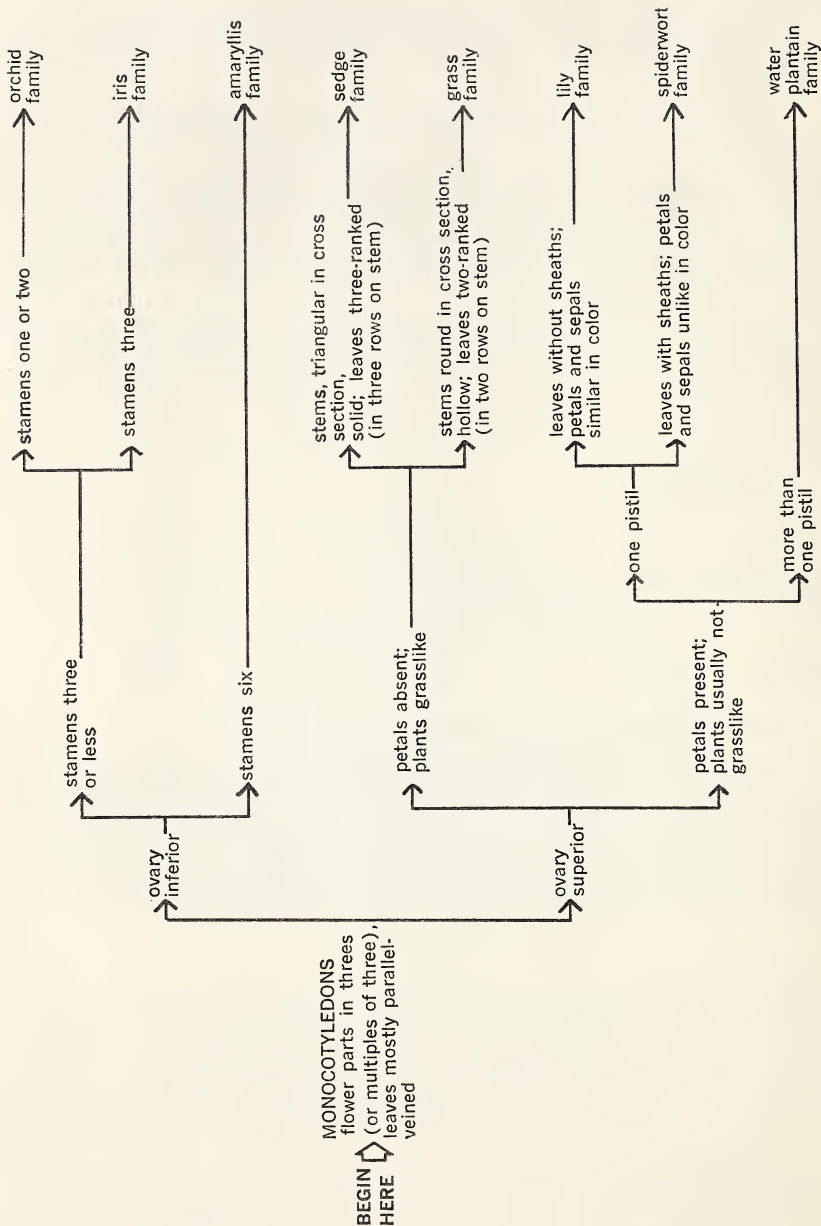 BEGIN
HERE
MONOCOTYLEDONS
flower parts in threes
(or multiples of three),
leaves mostly parallel-
veined
ovary
inferior
stamens three
or less
stamens one or two
orchid
family
stamens three
iris
family
stamens six
amaryllis
family
ovary
superior
petals absent;
plants grasslike
stems, triangular in cross
section,
solid; leaves three-ranked
(in three rows on stem)
sedge
family
stems round in cross section,
hollow; leaves two-ranked
(in two rows on stem)
grass
family
petals present;
plants usually not
grasslike
one pistil
leaves without sheaths;
petals and sepals
similar in color
lily
family
leaves with sheaths; petals
and sepals unlike in color
spiderwort
family
more than
one pistil
water
plantain
family